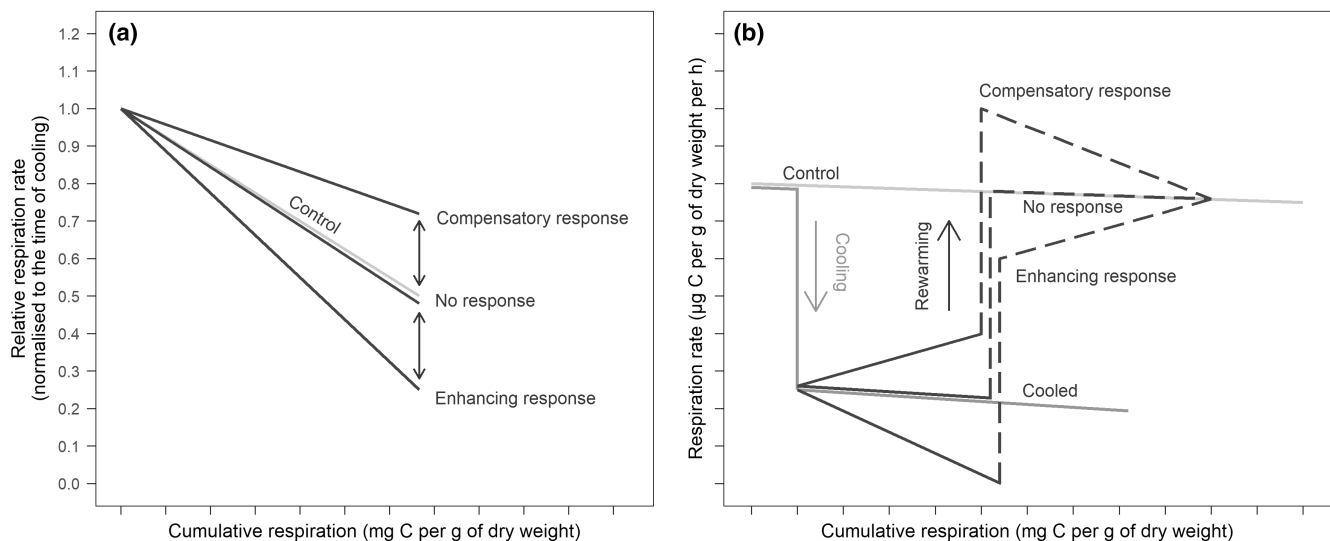 (a)
1.2
1.1
1.0
0.9
0.8
0.7
0.6
0.5
0.4
0.3
0.2
0.1
0.0
Relative respiration rate
(normalised to the time of cooling)
Control
Compensatory response
No response
Enhancing response
Cumulative respiration (mg C per g of dry weight)
(b)
Respiration rate (µg C per g of dry weight per h)
Compensatory response
Control
No response
Cooling
Rewarming
Enhancing response
Cooled
Cumulative respiration (mg C per g of dry weight)